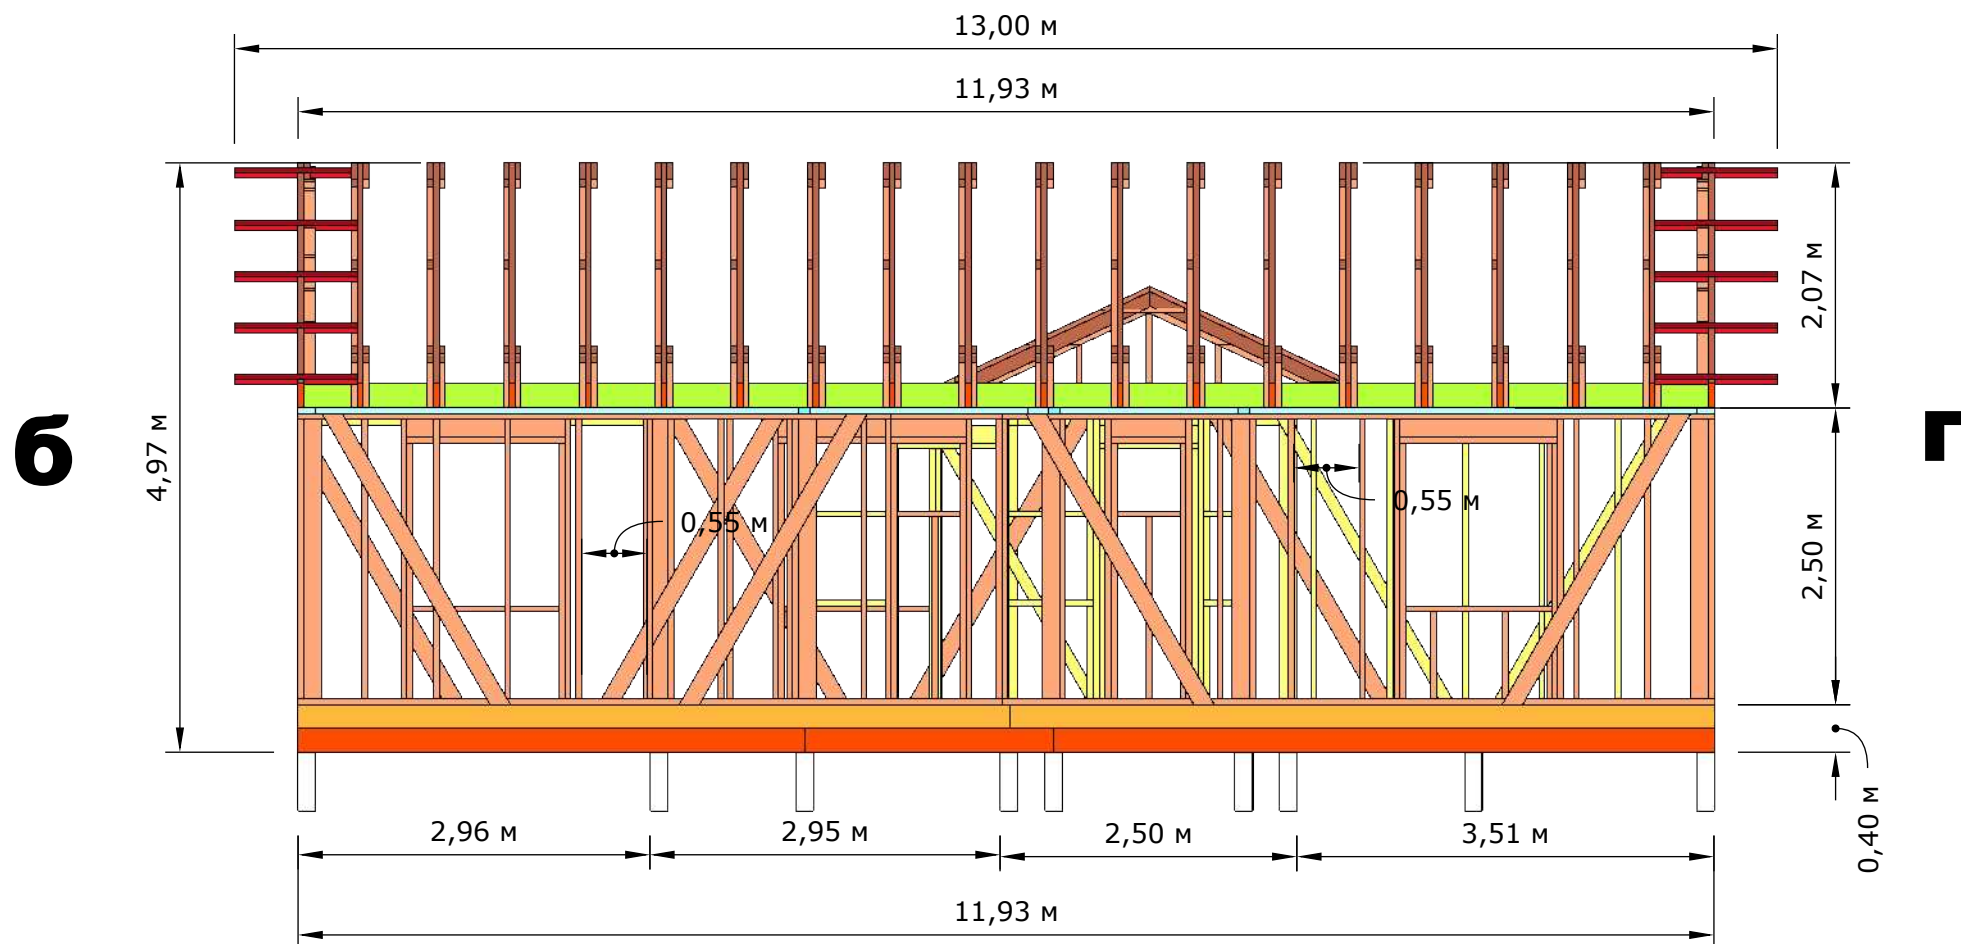 13,00 м
11,93 м
2,07 м
б
г
4,97 м
0,55 м
0,55 м
2,50 м
0,40 м
2,96 м
2,95 м
2,50 м
3,51 м
11,93 м